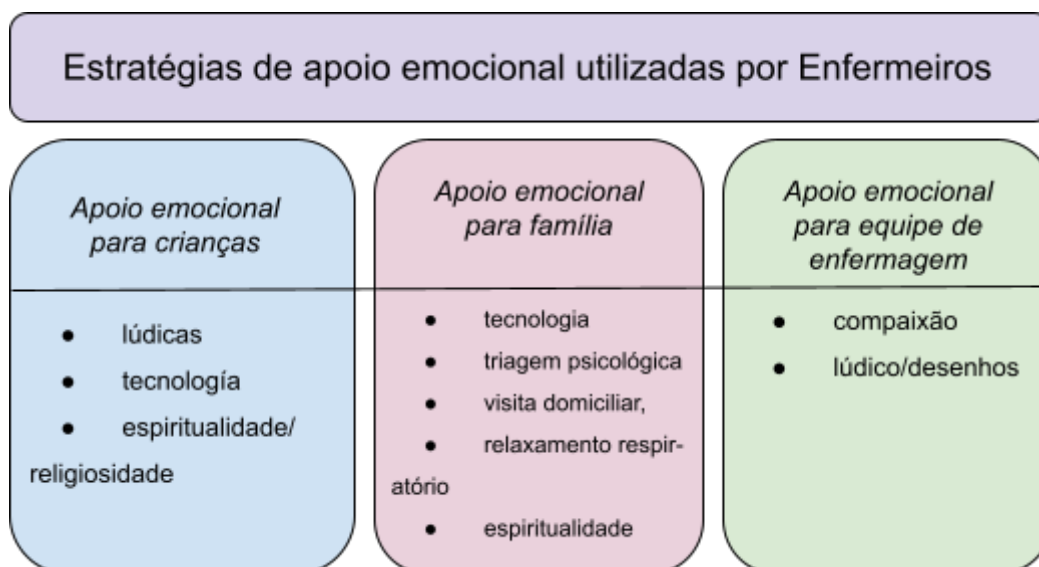 Estratégias de apoio emocional utilizadas por Enfermeiros
Apoio emocional
para crianças
● lúdicas
● tecnología
● espiritualidade/
religiosidade
Apoio emocional
para família
● tecnologia
● triagem psicológica
● visita domiciliar,
● relaxamento respir-
atório
● espiritualidade
Apoio emocional
para equipe de
enfermagem
● compaixão
● lúdico/desenhos